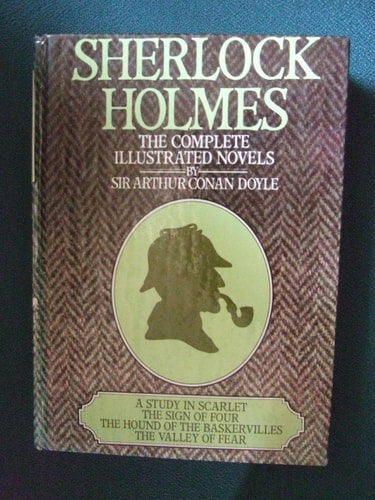 SHERLOCK
HOLMES
THE COMPLETE
ILLUSTRATED NOVELS
BY
SIR ARTHUR CONAN DOYLE
A STUDY IN SCARLET
THE SIGN OF FOUR
THE HOUND OF THE BASKERVILLES
THE VALLEY OF FEAR